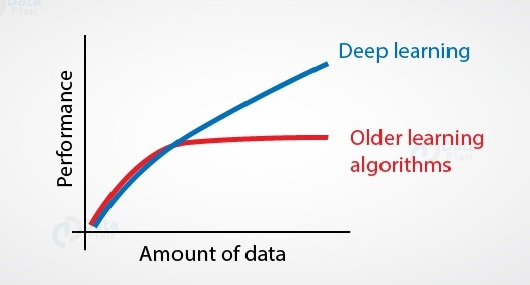 Deep learning
Performance
Older learning
algorithms
Amount of data